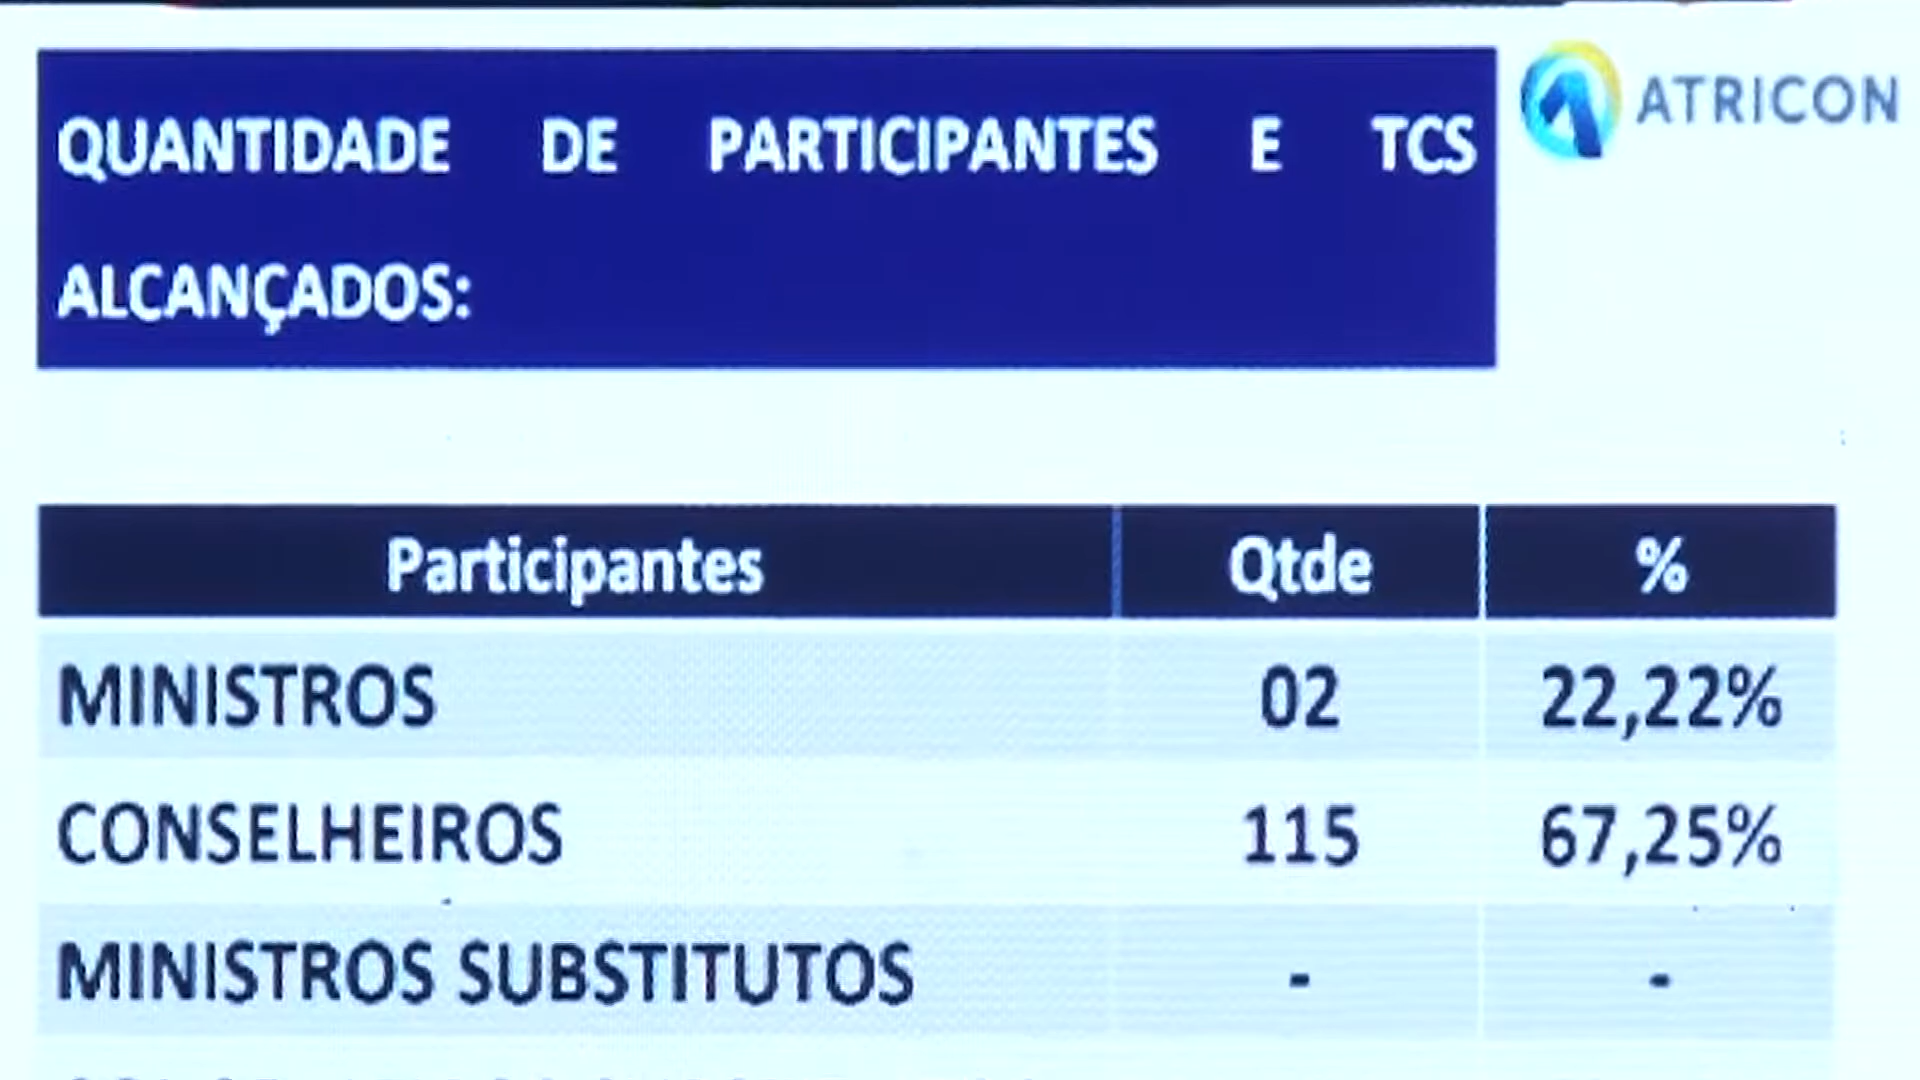 QUANTIDADE DE PARTICIPANTES E TCS
ALCANÇADOS:
ATRICON
Participantes Qtde %
MINISTROS 02 22,22%
CONSELHEIROS 115 67,25%
MINISTROS SUBSTITUTOS - -